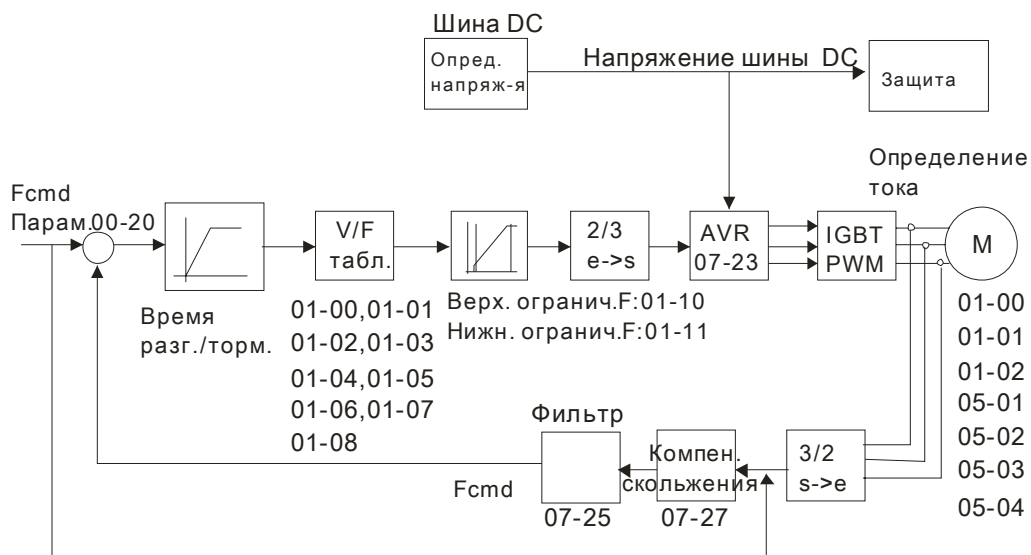 Шина DC
Опред.
напряж-я
Напряжение шины DC
Защита
Определение
тока
Fcmd
Парам.00-20
V/F
табл.
2/3
e->s
AVR
07-23
IGBT
PWM
M
Время
разг./торм.
01-00,01-01
01-02,01-03
01-04,01-05
01-06,01-07
01-08
Верх. огранич.F:01-10
Нижн. огранич.F:01-11
01-00
01-01
01-02
05-01
05-02
05-03
05-04
Фильтр
Компен.
скольжения
3/2
s->e
Fcmd
07-25
07-27